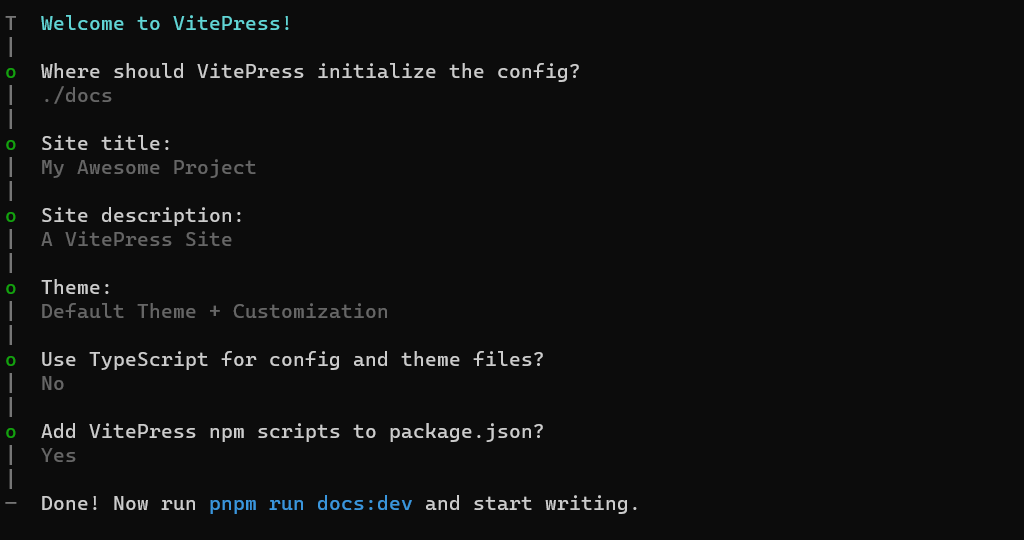 Welcome to VitePress!
Where should VitePress initialize the config?
./docs
Site title:
My Awesome Project
Site description:
A VitePress Site
Theme:
Default Theme + Customization
Use TypeScript for config and theme files?
No
Add VitePress npm scripts to package.json?
Yes
Done! Now run pnpm run docs:dev and start writing.